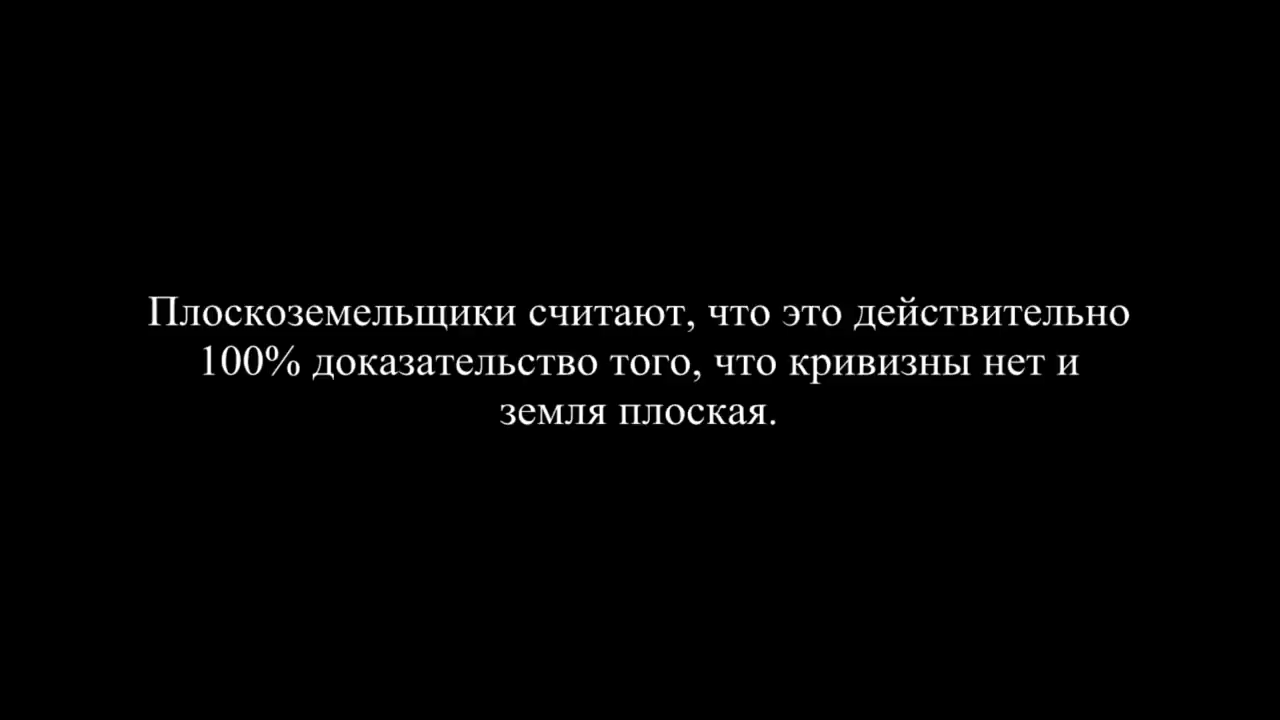 Плоскоземельщики считают, что это действительно
100% доказательство того, что кривизны нет и
земля плоская.